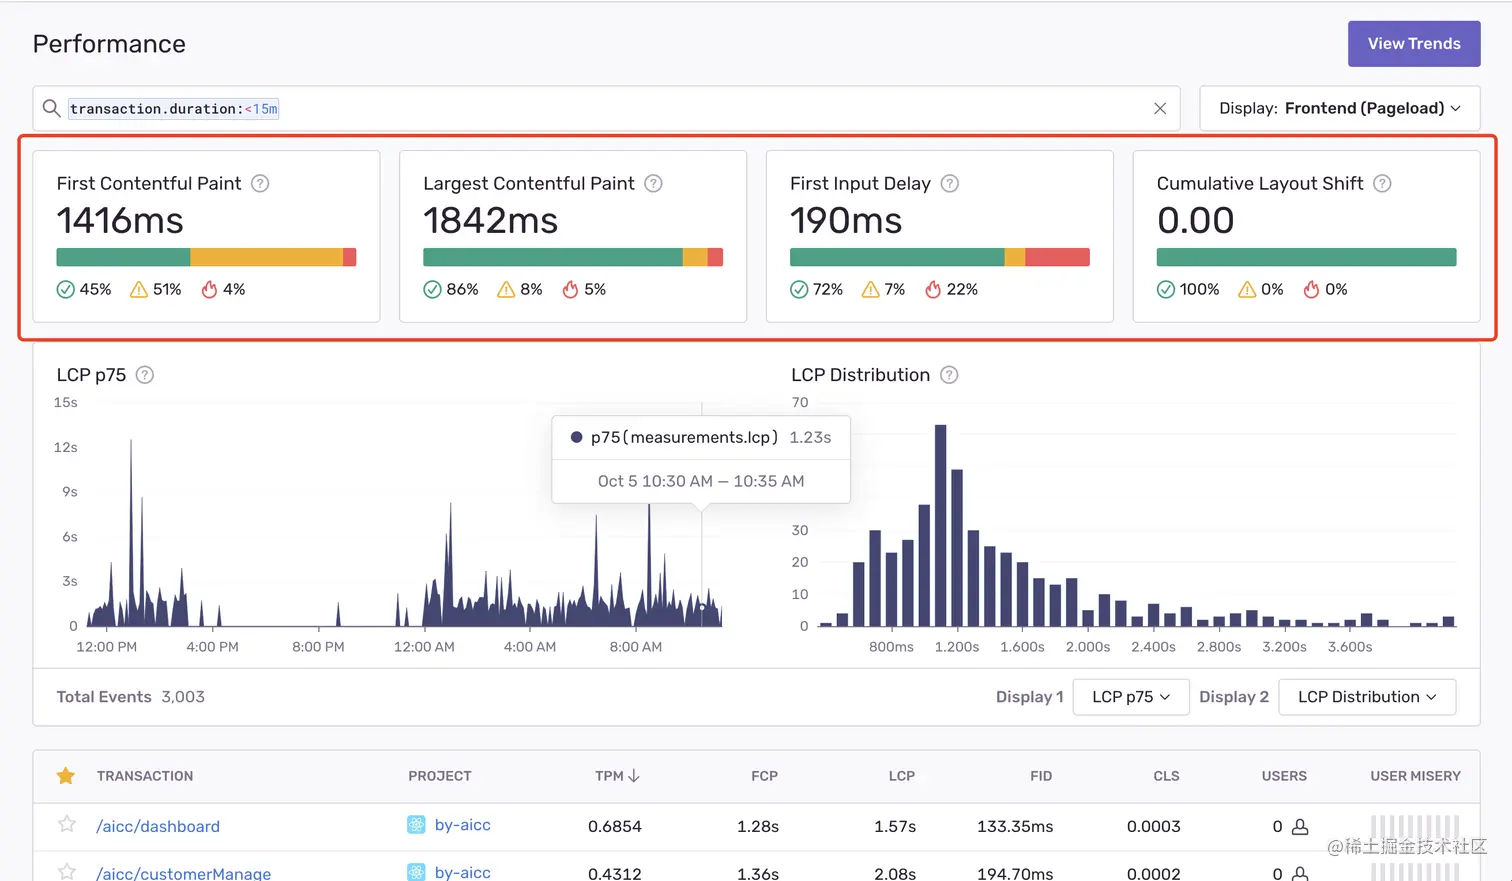 Performance
View Trends
transaction.duration:<15m
Display: Frontend (Pageload)
First Contentful Paint ?
1416ms
45% 51% 4%
Largest Contentful Paint ?
1842ms
86% 8% 5%
First Input Delay ?
190ms
72% 7% 22%
Cumulative Layout Shift ?
0.00
100% 0% 0%
LCP p75 ?
15s
12s
9s
6s
3s
0
12:00 PM 4:00 PM 8:00 PM 12:00 AM 4:00 AM 8:00 AM
p75(measurements.lcp) 1.23s
Oct 5 10:30 AM — 10:35 AM
LCP Distribution ?
70
30
20
10
0
800ms 1.200s 1.600s 2.000s 2.400s 2.800s 3.200s 3.600s
Total Events 3,003
Display 1 LCP p75 Display 2 LCP Distribution
TRANSACTION PROJECT TPM FCP LCP FID CLS USERS USER MISERY
/aicc/dashboard by-aicc 0.6854 1.28s 1.57s 133.35ms 0.0003 0
@稀土掘金技术社区
/aicc/customerManage by-aicc 0.4312 1.36s 2.08s 194.70ms 0.0002 0